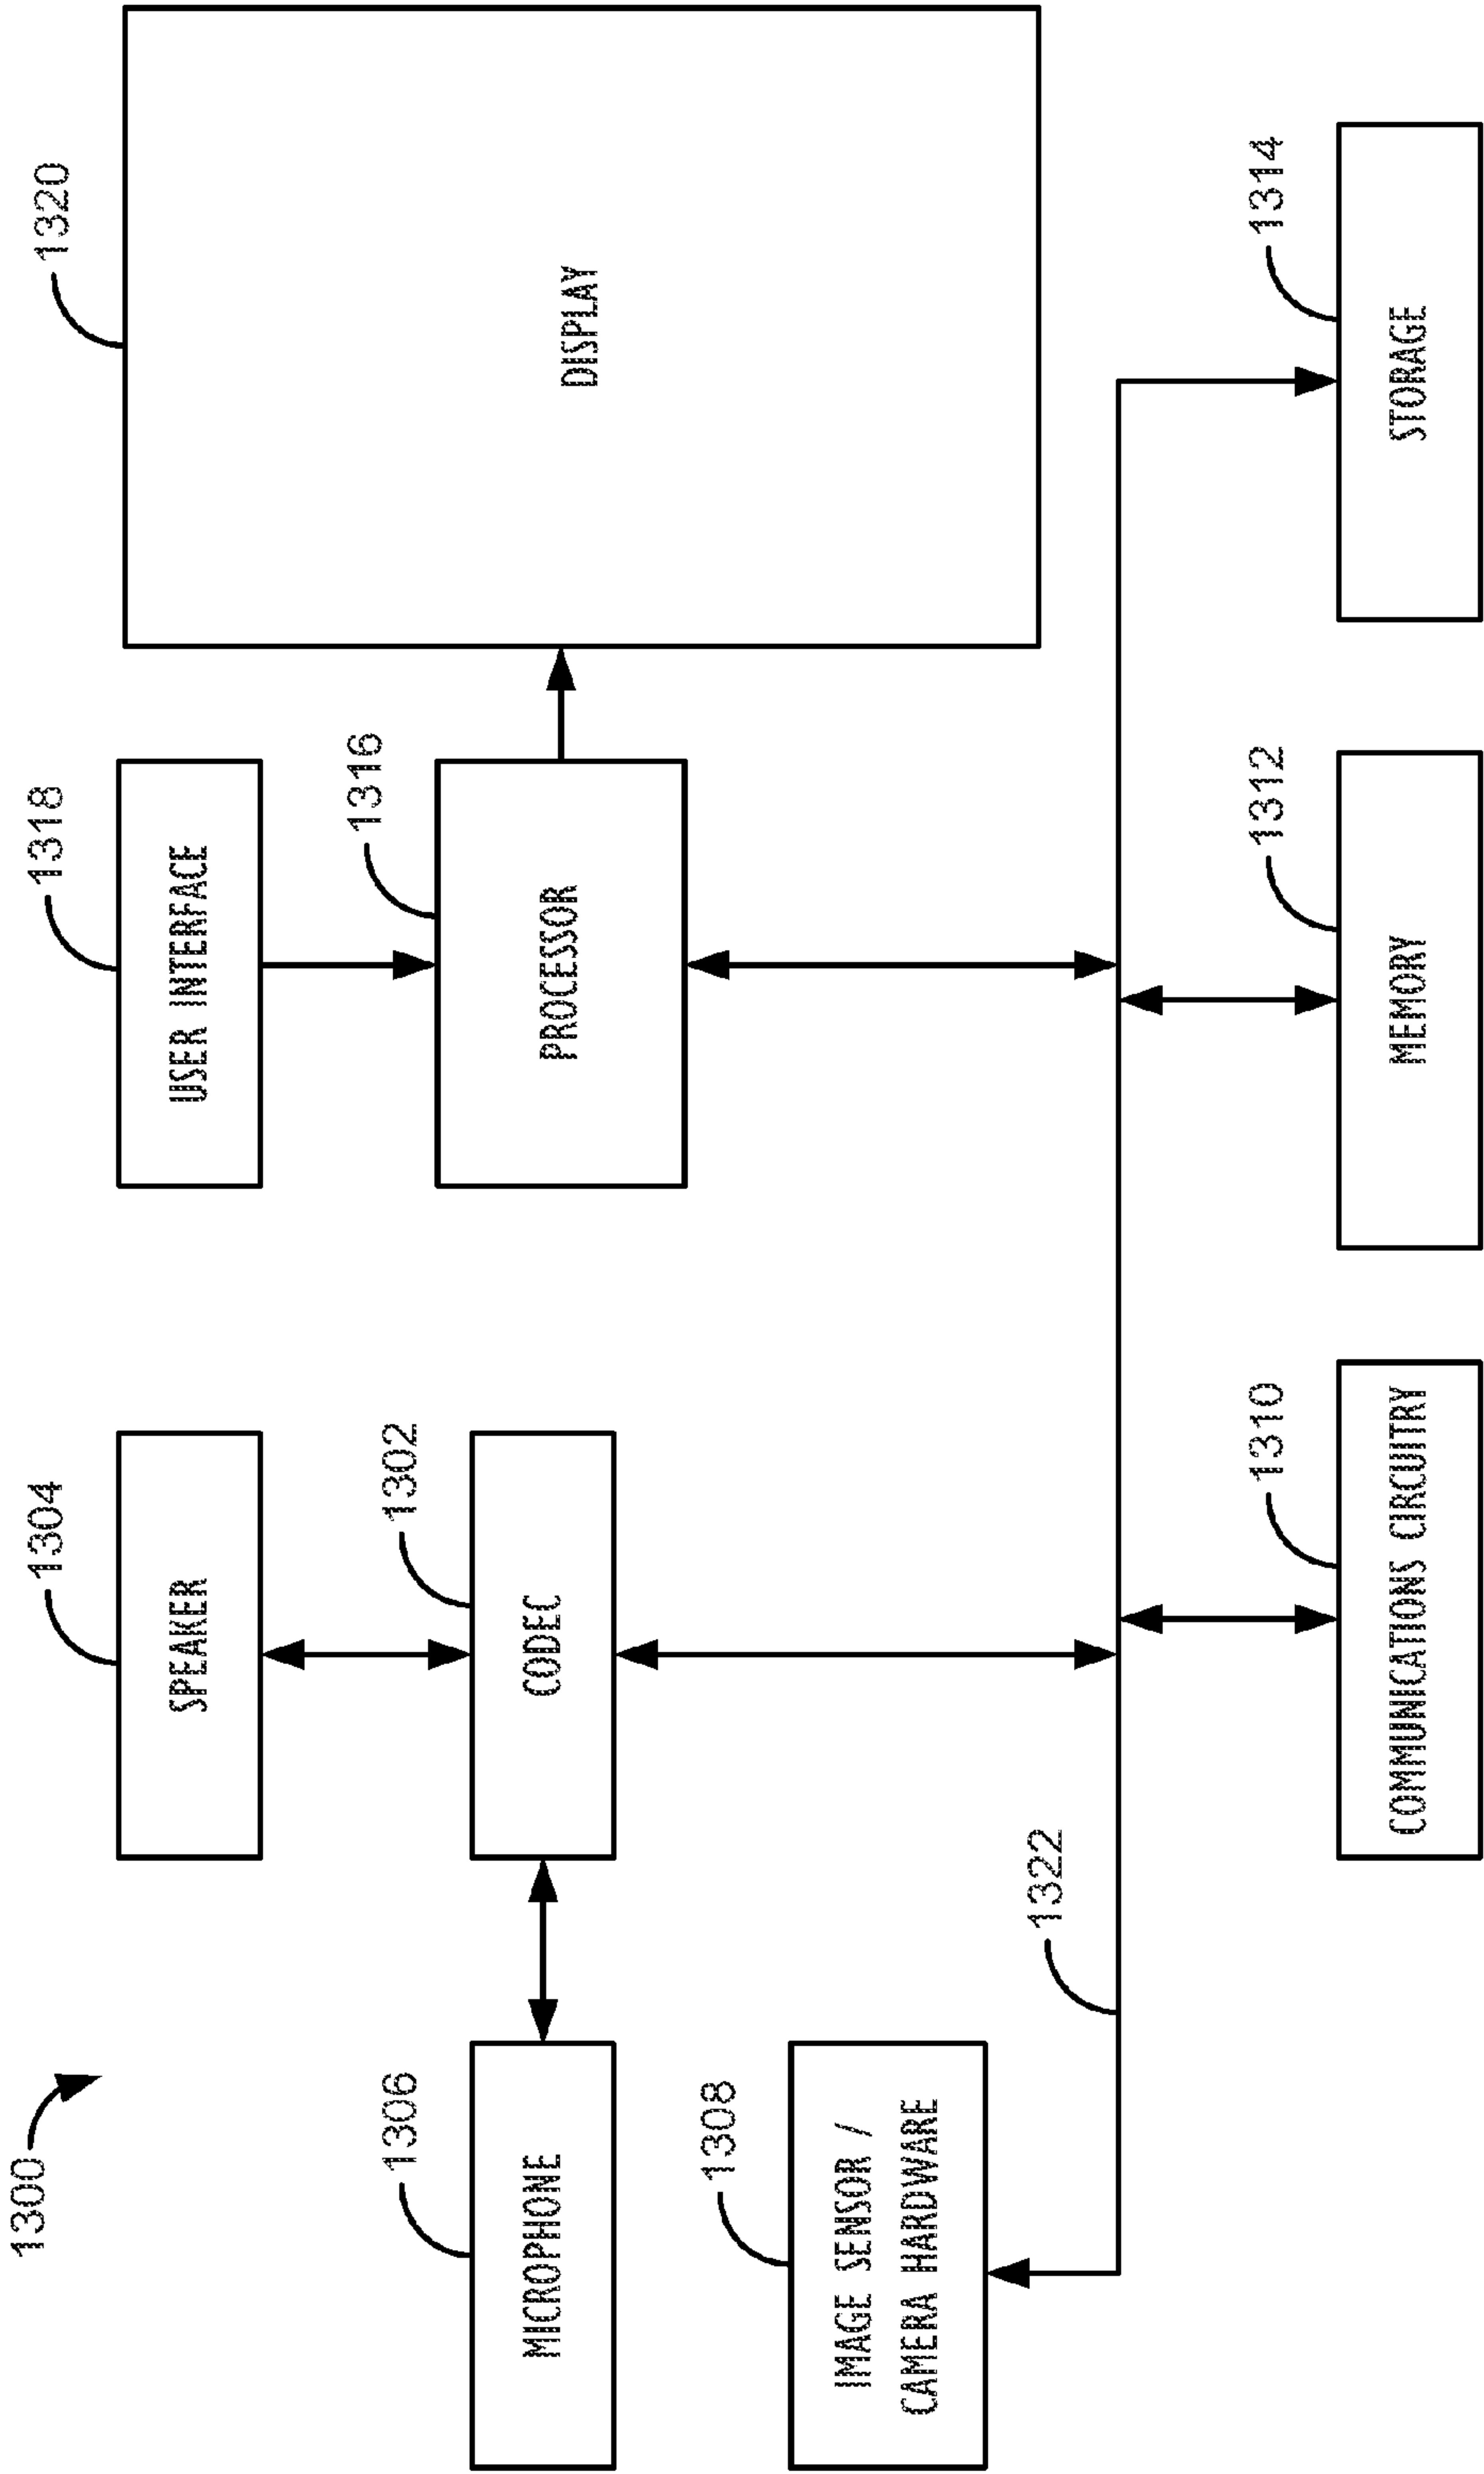 1300
1304
SPEAKER
1318
USER INTERFACE
1320
DISPLAY
1306
MICROPHONE
1302
CODEC
1316
PROCESSOR
1308
IMAGE SENSOR /
CAMERA HARDWARE
1322
1310
COMMUNICATIONS CIRCUITRY
1312
MEMORY
1314
STORAGE